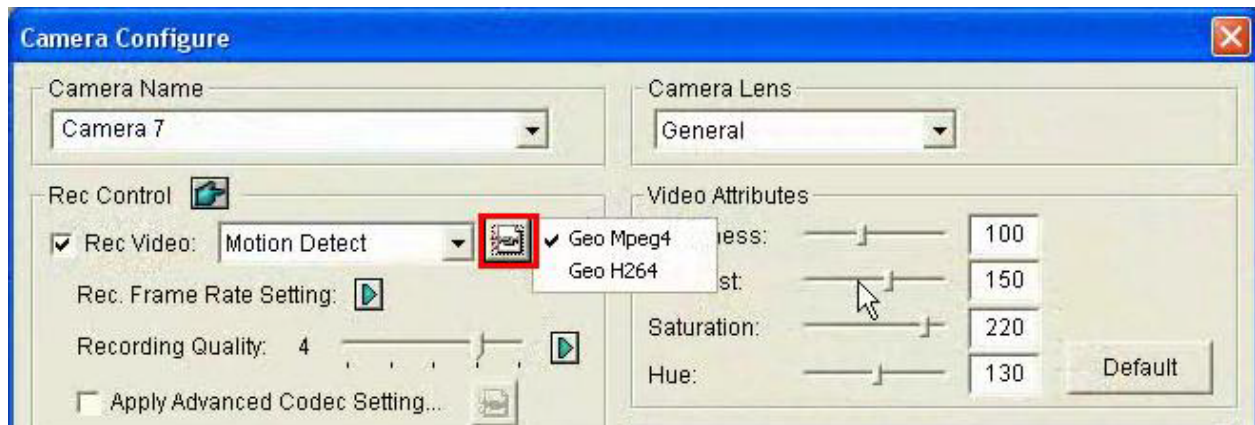 Camera Configure
Camera Name
Camera 7
Camera Lens
General
Rec Control
Rec Video: Motion Detect
Geo Mpeg4
Geo H264
Rec. Frame Rate Setting:
Recording Quality: 4
Apply Advanced Codec Setting...
Video Attributes
ness: 100
st: 150
Saturation: 220
Hue: 130
Default